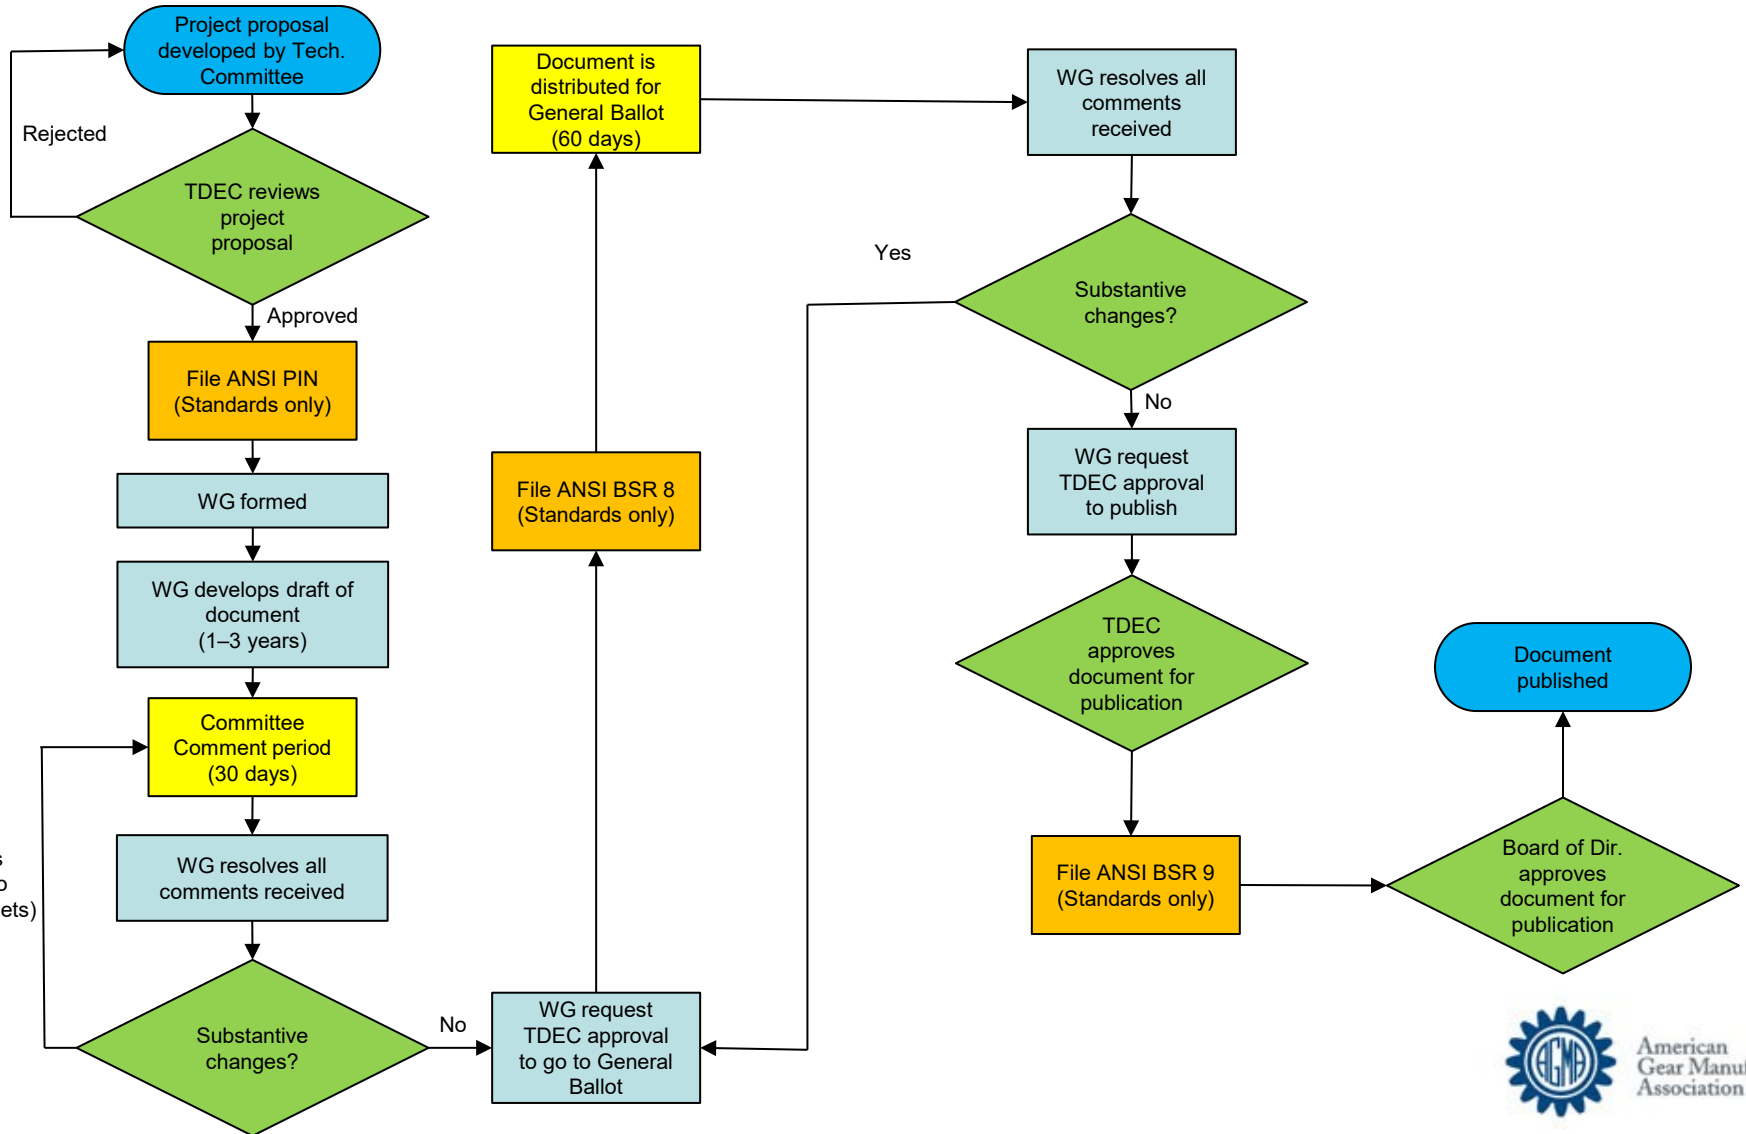 Project proposal
developed by Tech.
Committee
Rejected
TDEC reviews
project
proposal
Approved
File ANSI PIN
(Standards only)
WG formed
WG develops draft of
document
(1–3 years)
Committee
Comment period
(30 days)
WG resolves all
comments received
ets)
Substantive
changes?
No
WG request
TDEC approval
to go to General
Ballot
File ANSI BSR 8
(Standards only)
Document is
distributed for
General Ballot
(60 days)
WG resolves all
comments
received
Yes
Substantive
changes?
No
WG request
TDEC approval
to publish
TDEC
approves
document for
publication
File ANSI BSR 9
(Standards only)
Board of Dir.
approves
document for
publication
Document
published
AGMA
American
Gear Manuf
Association